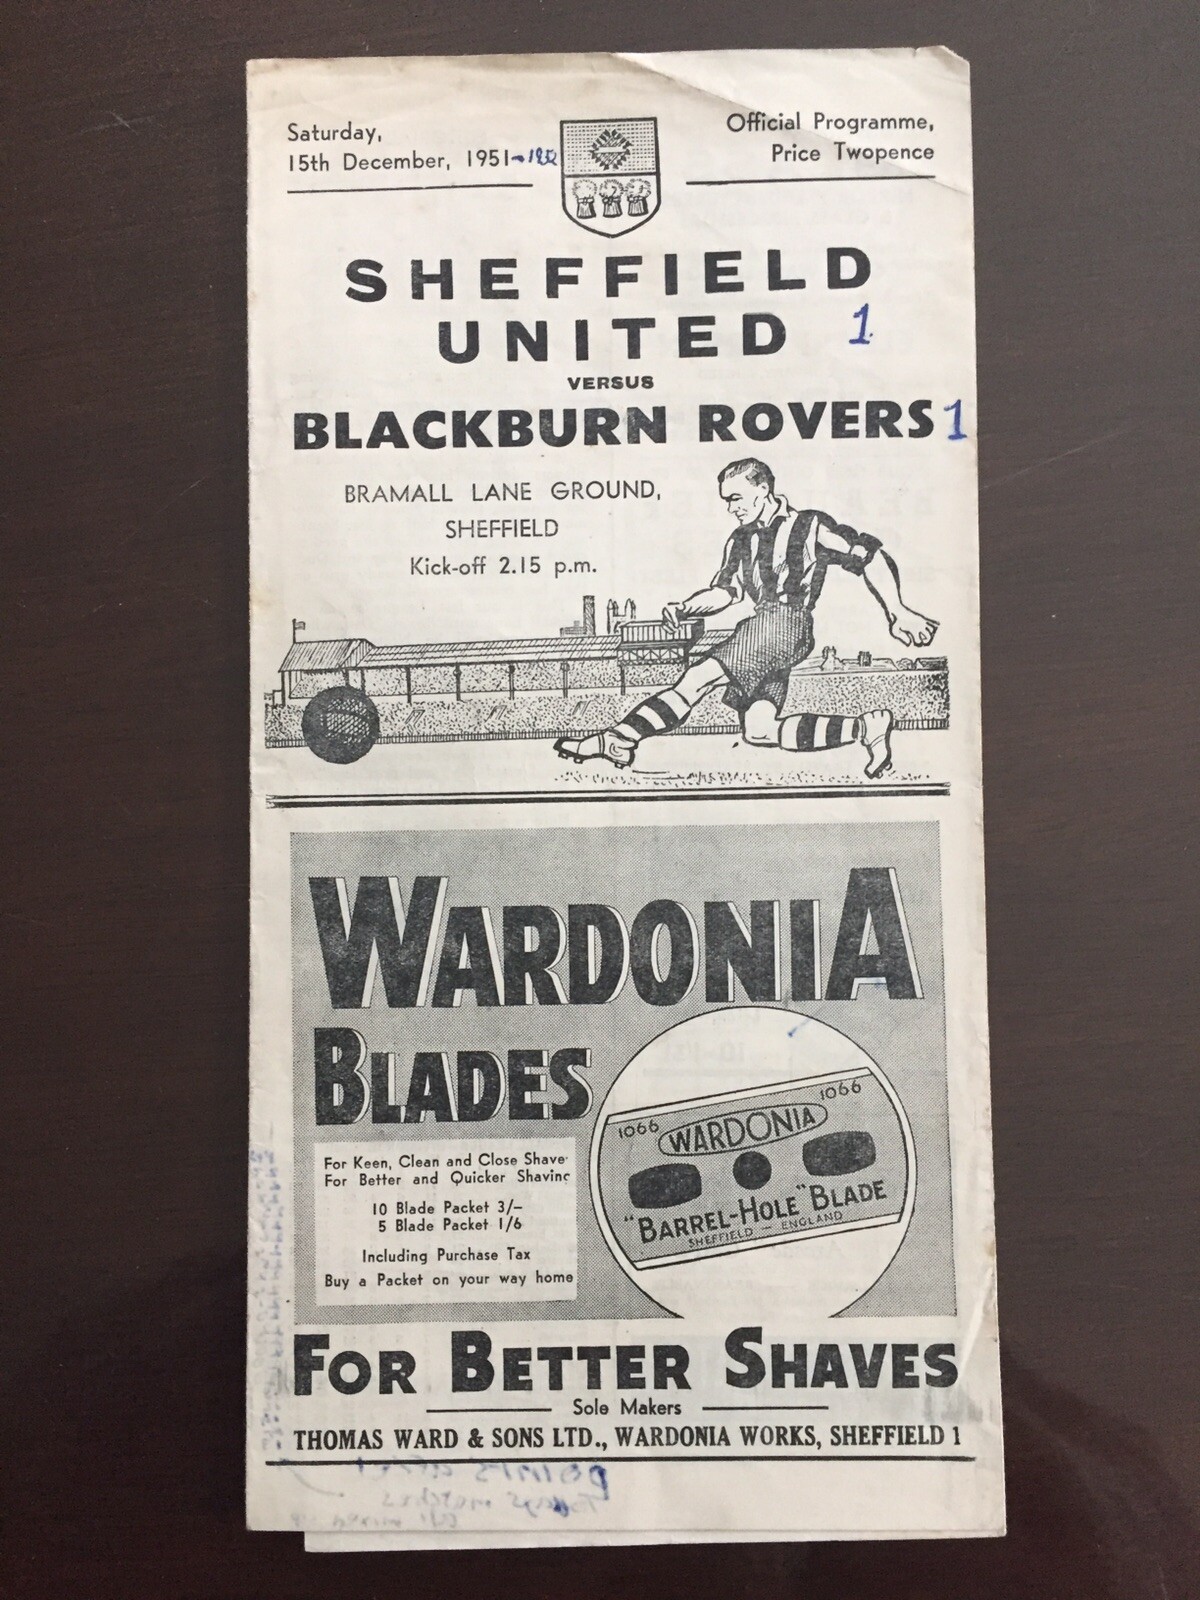 Saturday,
15th December, 1951-1952
Official Programme,
Price Twopence
SHEFFIELD
UNITED 1
VERSUS
BLACKBURN ROVERS 1
BRAMALL LANE GROUND,
SHEFFIELD
Kick-off 2.15 p.m.
WARDONIA
BLADES
For Keen, Clean and Close Shave
For Better and Quicker Shaving
10 Blade Packet 3/-
5 Blade Packet 1/6
Including Purchase Tax
Buy a Packet on your way home
1066 WARDONIA 1066
"BARREL-HOLE" BLADE
SHEFFIELD — ENGLAND
FOR BETTER SHAVES
Sole Makers
THOMAS WARD & SONS LTD., WARDONIA WORKS, SHEFFIELD 1